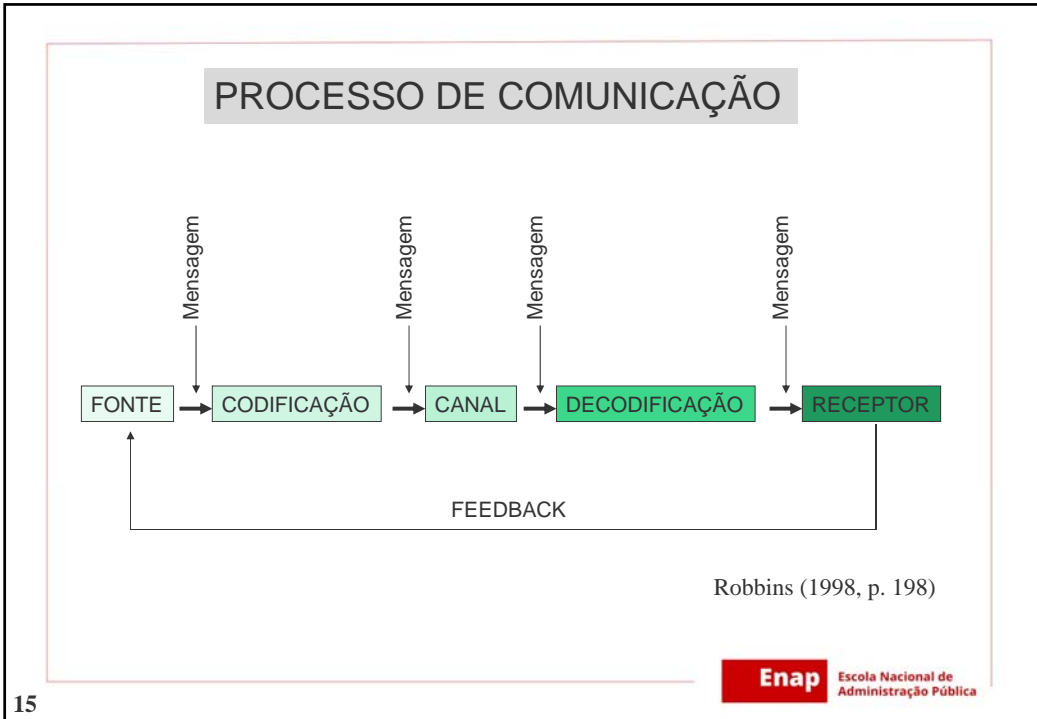 PROCESSO DE COMUNICAÇÃO
Mensagem
Mensagem
Mensagem
Mensagem
FONTE
CODIFICAÇÃO
CANAL
DECODIFICAÇÃO
RECEPTOR
FEEDBACK
Robbins (1998, p. 198)
Enap
Escola Nacional de
Administração Pública
15